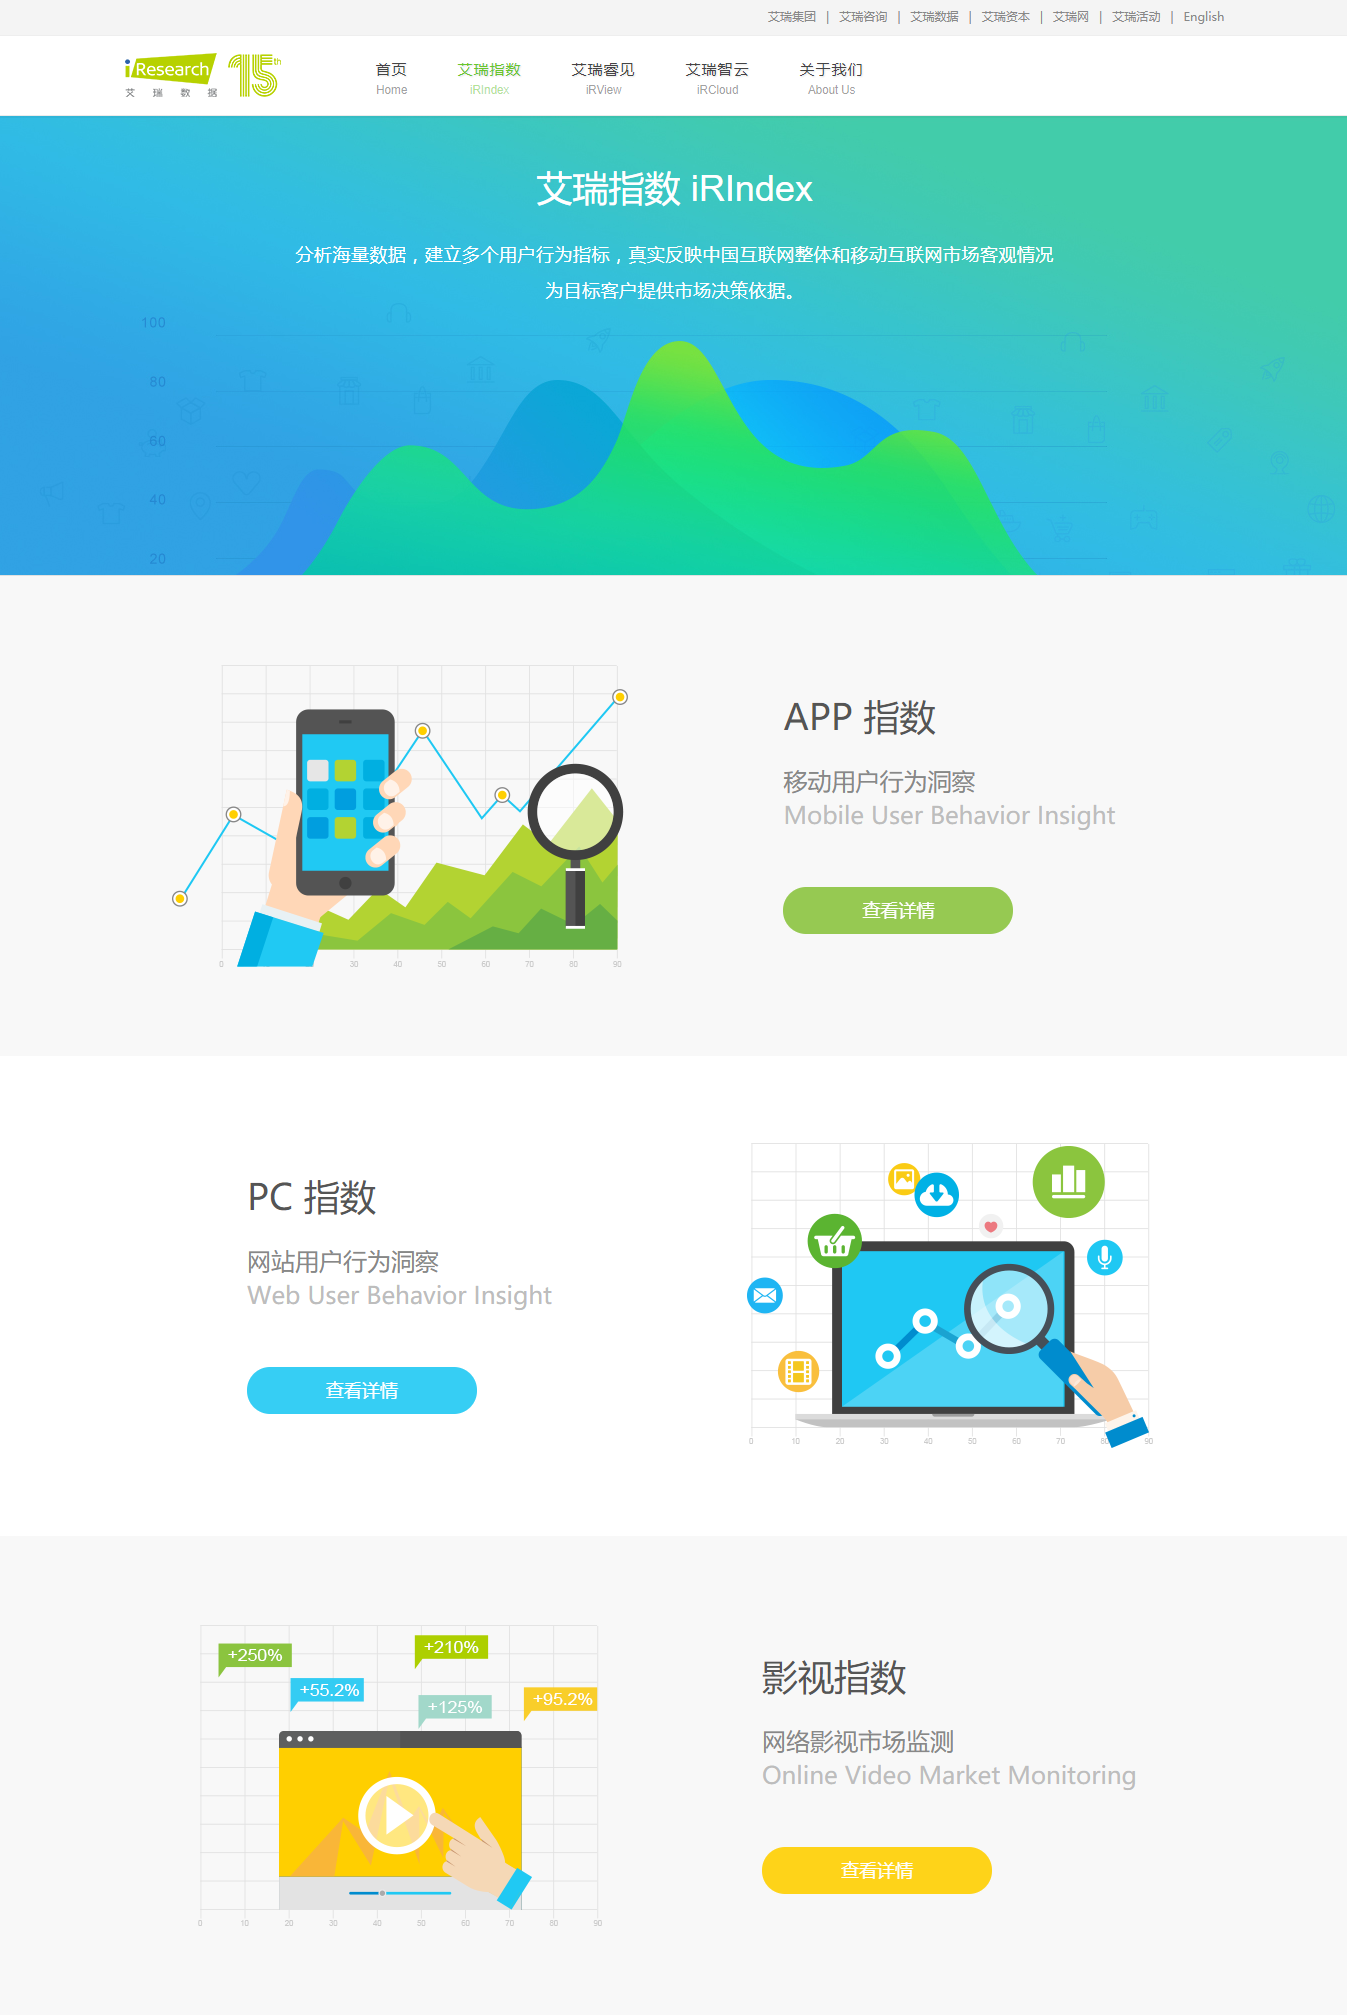 艾瑞集团 | 艾瑞咨询 | 艾瑞数据 | 艾瑞资本 | 艾瑞网 | 艾瑞活动 | English
iResearch 15th
艾瑞数据
首页 艾瑞指数 艾瑞睿见 艾瑞智云 关于我们
Home iRIndex iRView iRCloud About Us
艾瑞指数 iRIndex
分析海量数据，建立多个用户行为指标，真实反映中国互联网整体和移动互联网市场客观情况
为目标客户提供市场决策依据。
100
80
60
40
20
APP 指数
移动用户行为洞察
Mobile User Behavior Insight
查看详情
0 30 40 50 60 70 80 90
PC 指数
网站用户行为洞察
Web User Behavior Insight
查看详情
0 10 20 30 40 50 60 70 80 90
+250%
+210%
+55.2%
+125%
+95.2%
影视指数
网络影视市场监测
Online Video Market Monitoring
查看详情
0 10 20 30 40 50 60 70 80 90